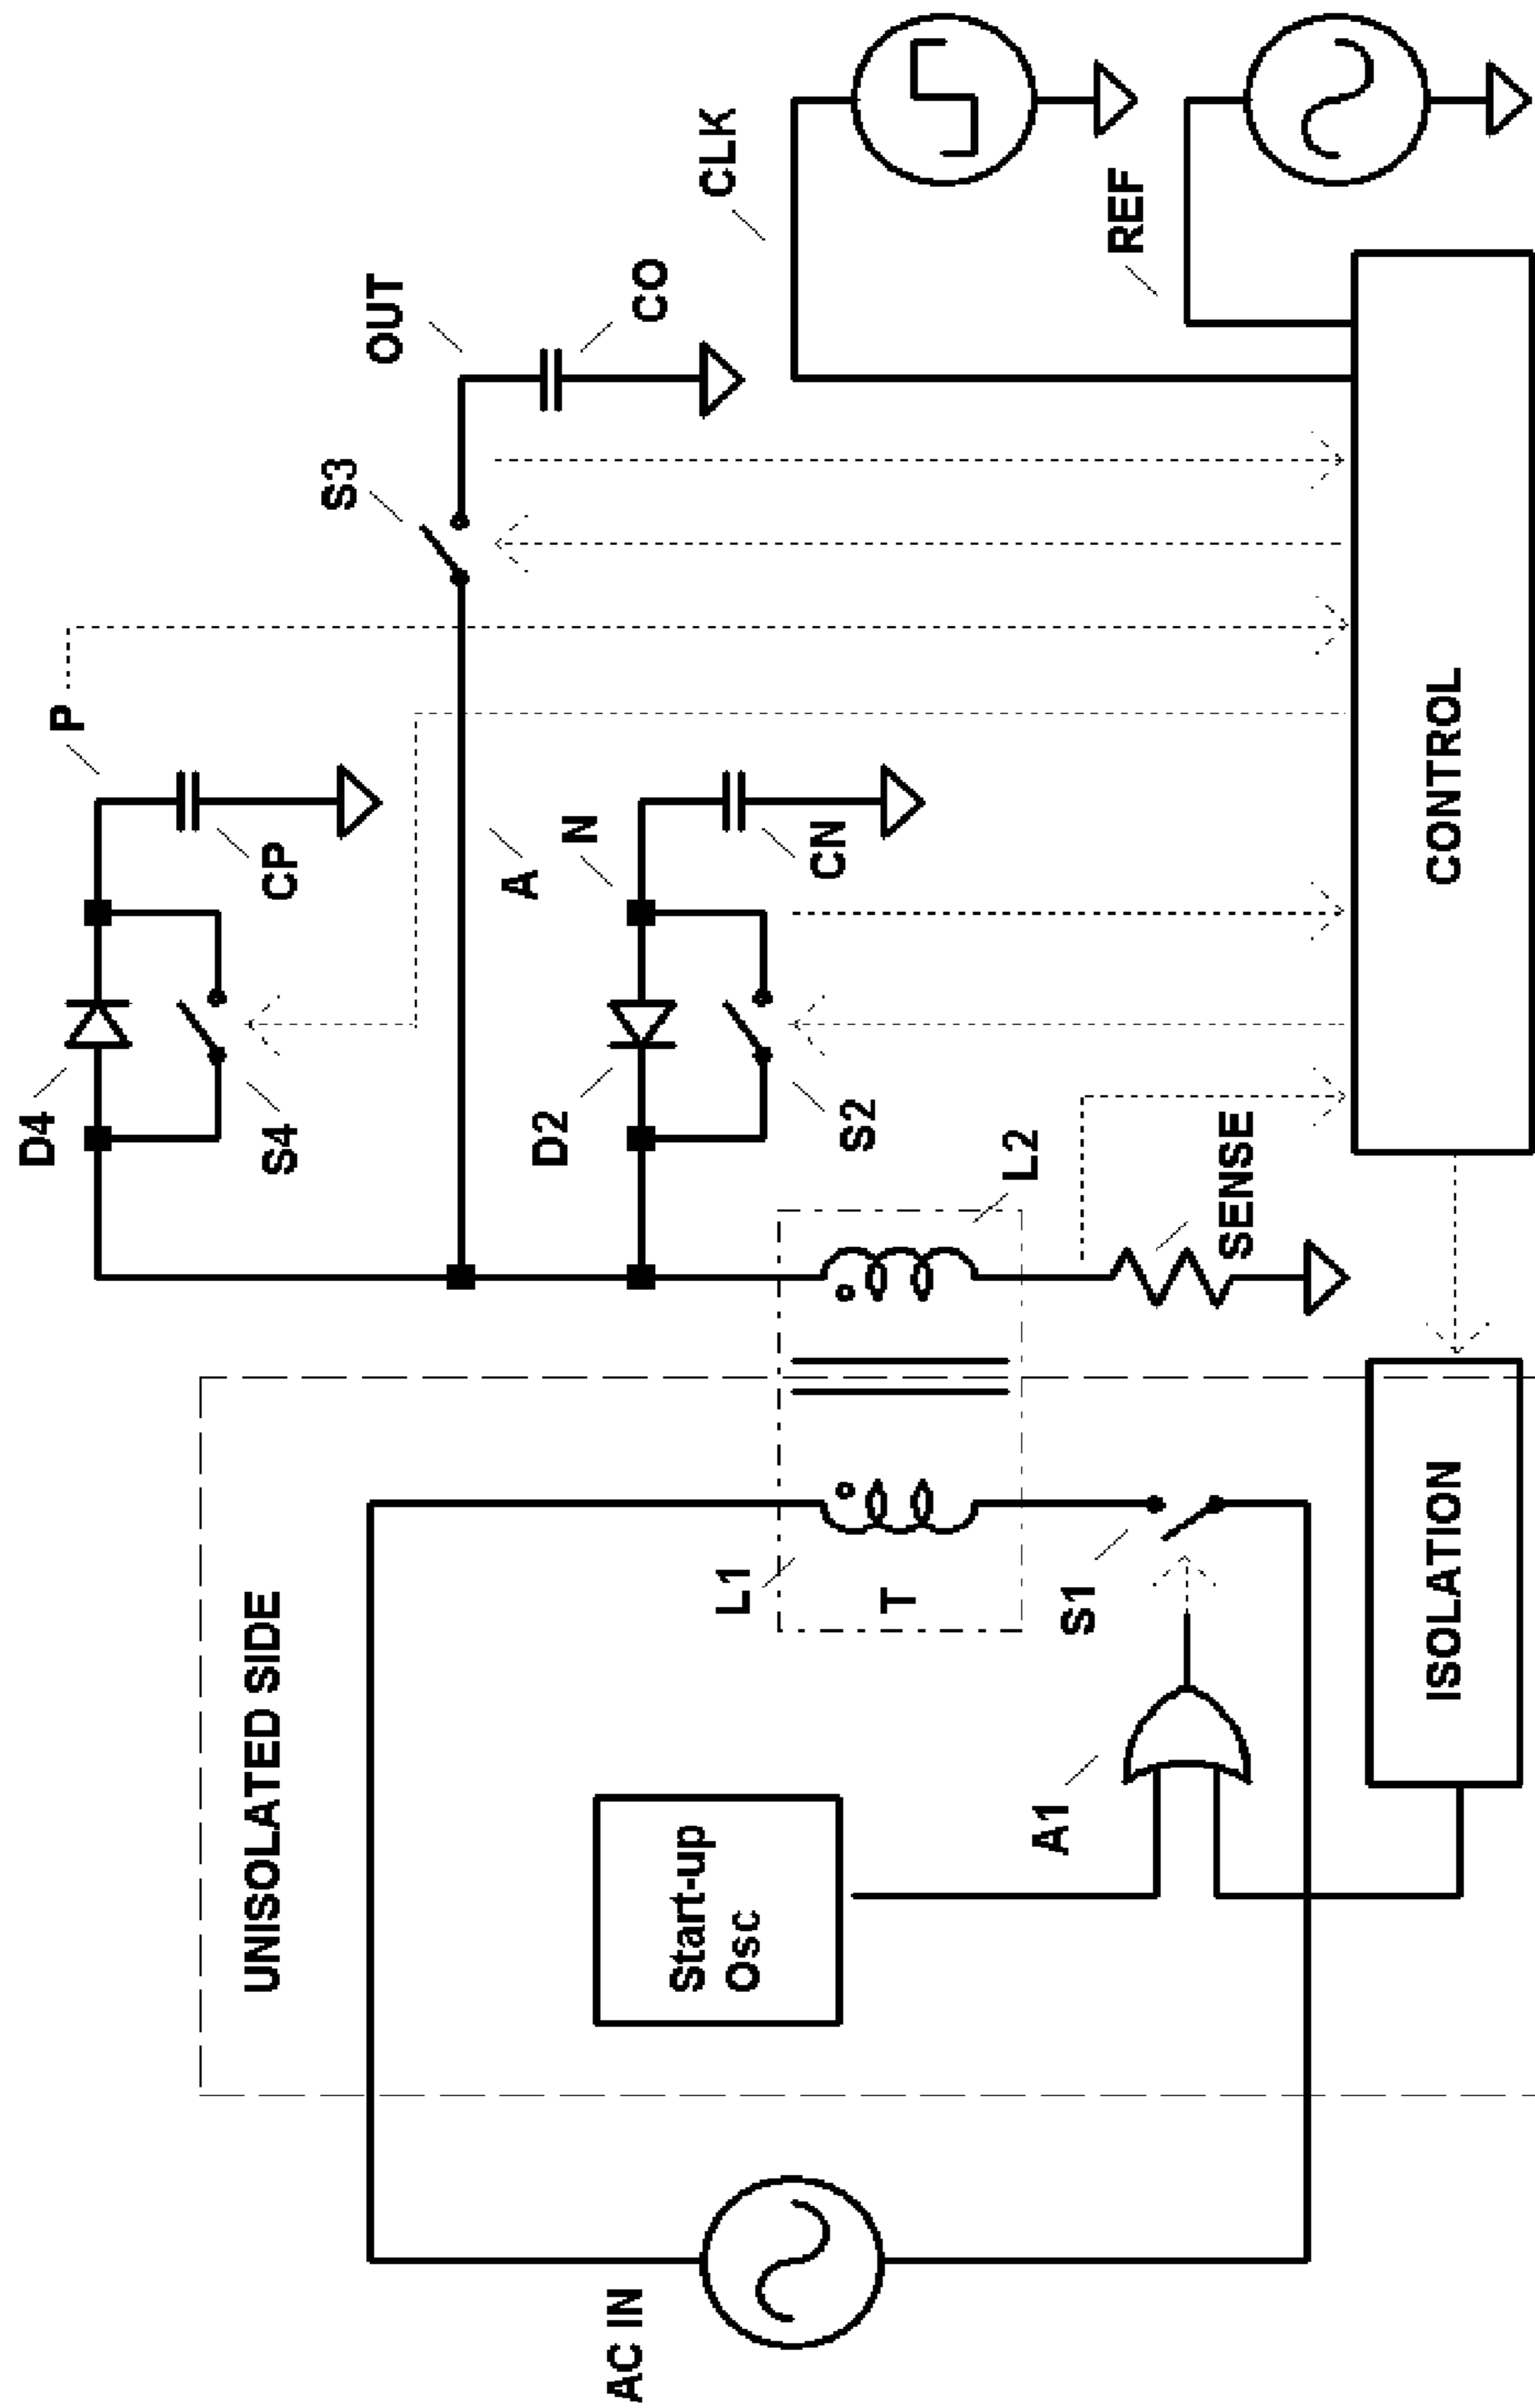 AC IN
UNISOLATED SIDE
Start-up
Osc
A1
L1
T
S1
ISOLATION
D4
S4
D2
S2
L2
SENSE
P
CP
A
N
CN
S3
OUT
CO
CLK
REF
CONTROL